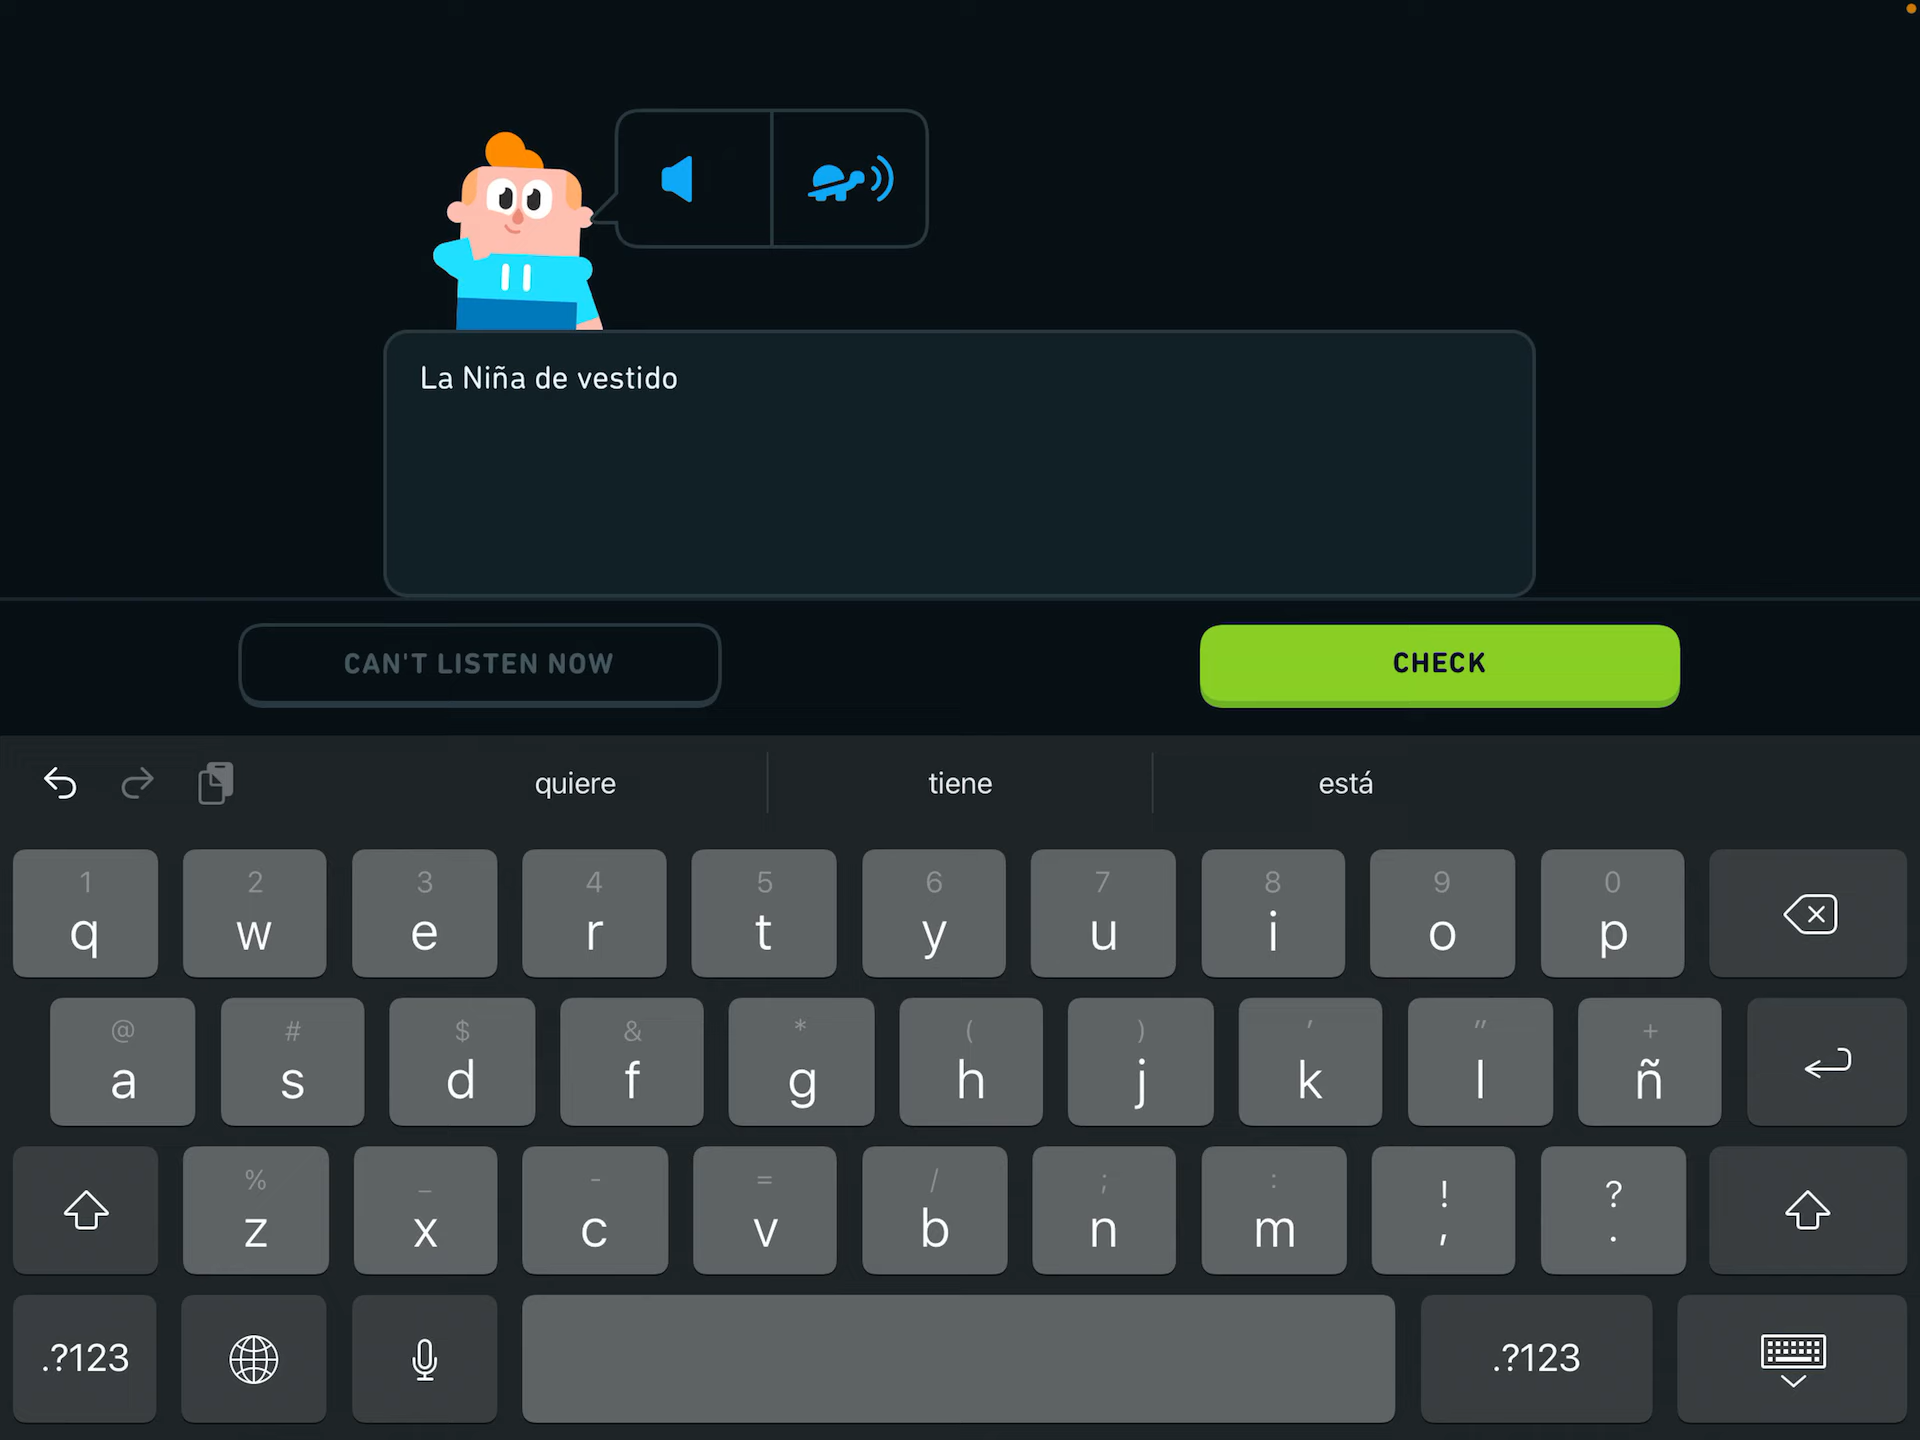 La Niña de vestido
CAN'T LISTEN NOW
CHECK
quiere
tiene
está
1 2 3 4 5 6 7 8 9 0
q w e r t y u i o p
@ # $ & * ( ) ' " +
a s d f g h j k l ñ
% _ - = / ; : ! ?
z x c v b n m , .
.?123
.?123